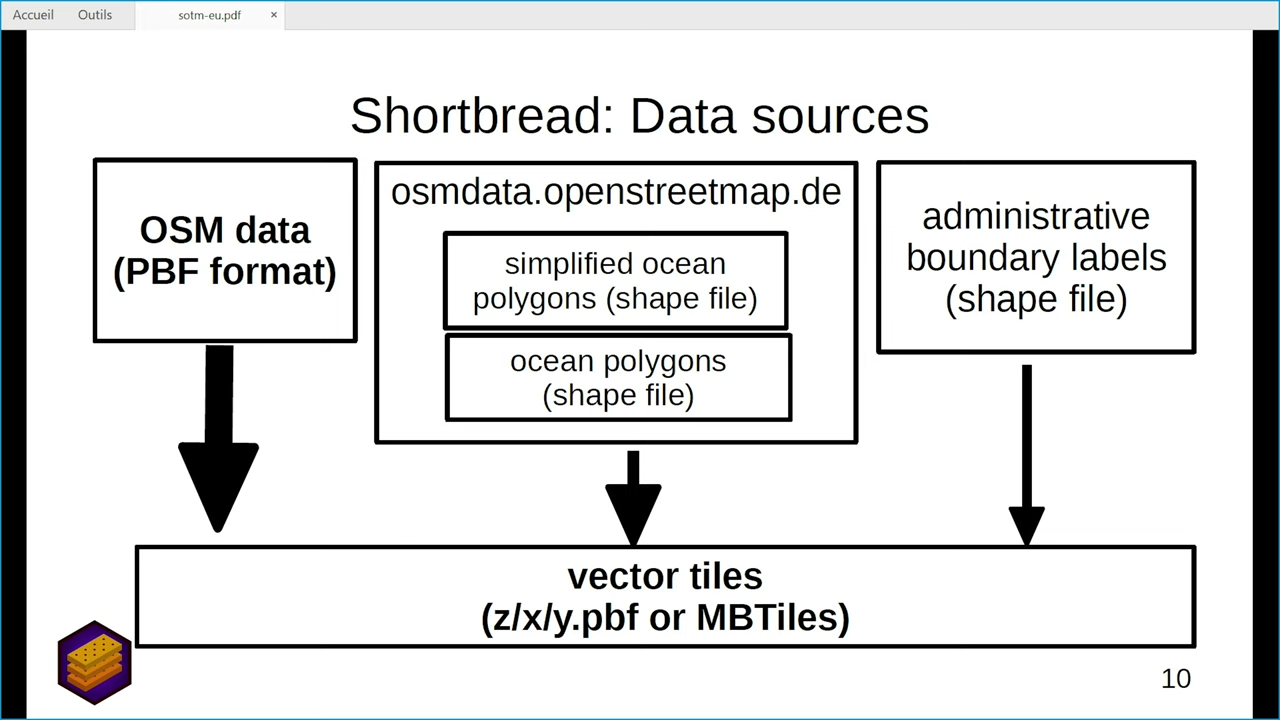 Accueil
Outils
sotm-eu.pdf
×
Shortbread: Data sources
OSM data
(PBF format)
osmdata.openstreetmap.de
simplified ocean
polygons (shape file)
ocean polygons
(shape file)
administrative
boundary labels
(shape file)
vector tiles
(z/x/y.pbf or MBTiles)
10